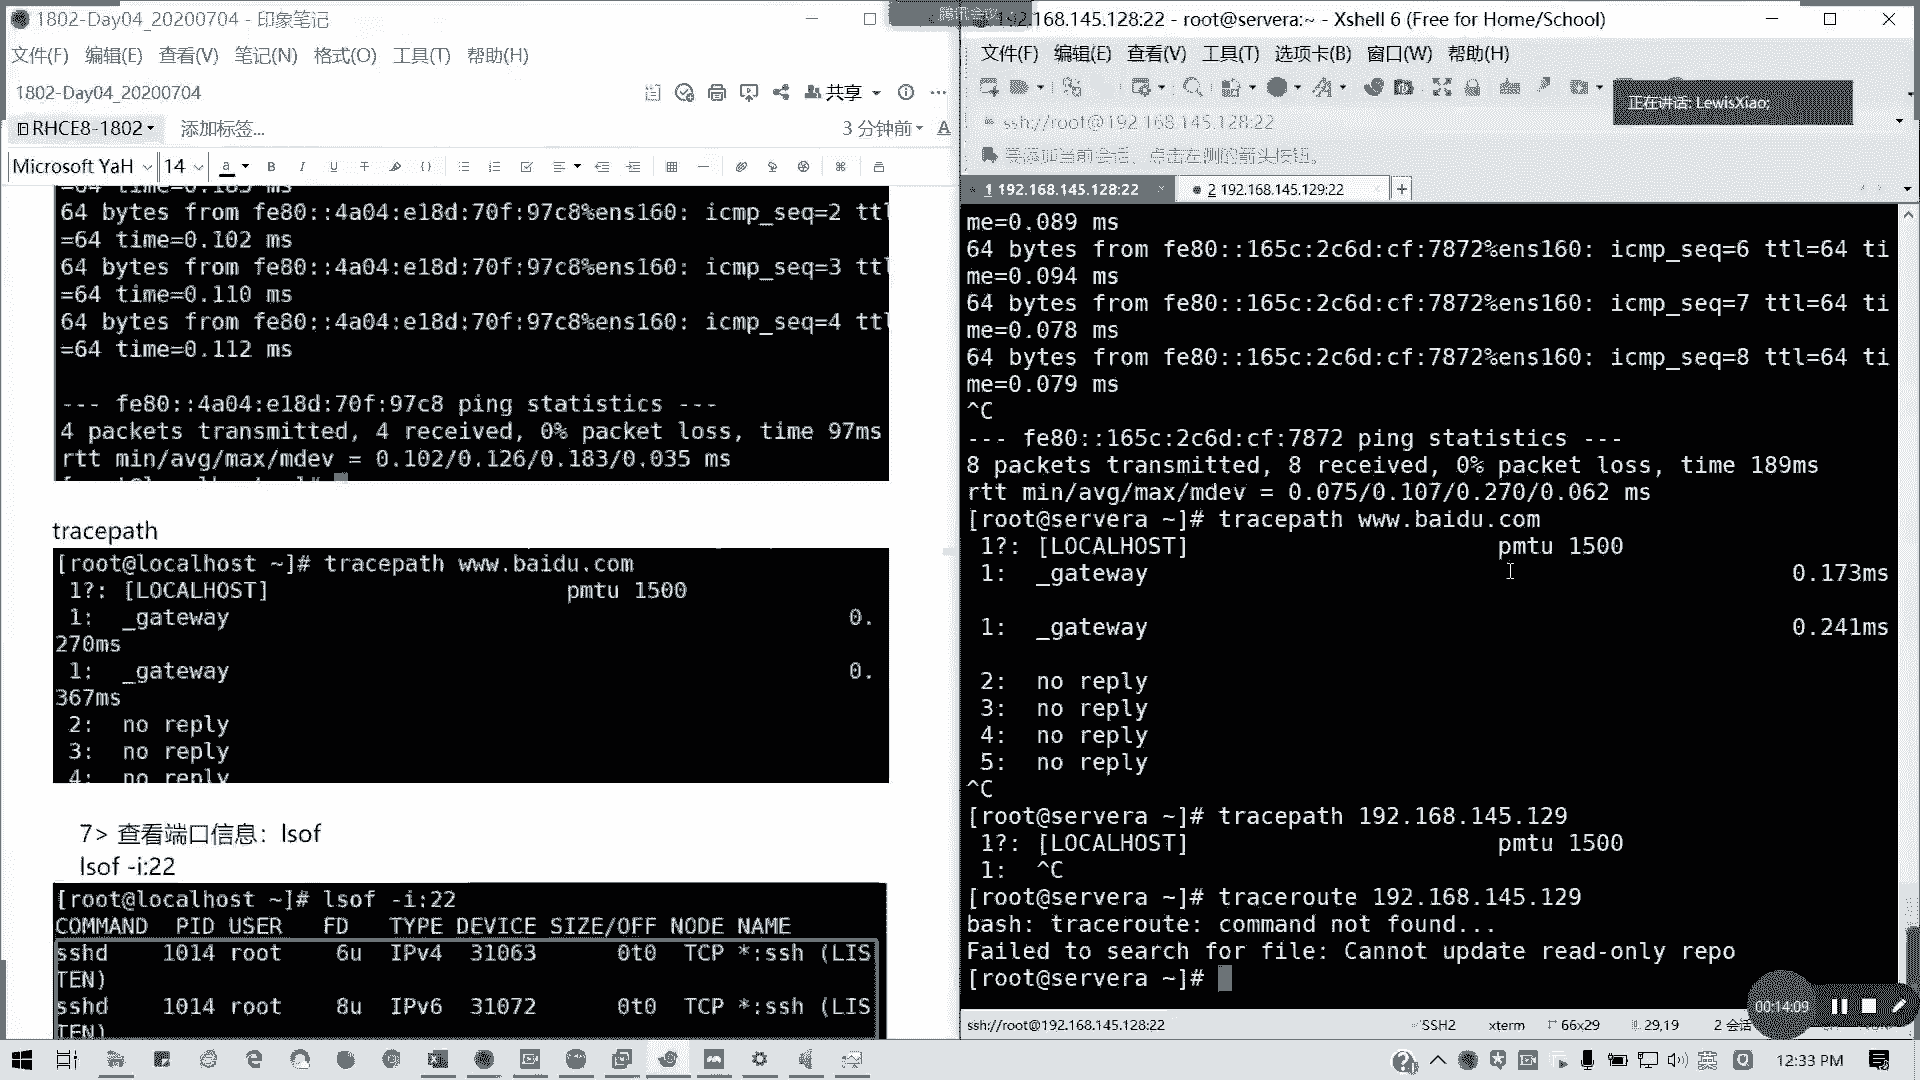 1802-Day04_20200704 - 印象笔记
文件(F) 编辑(E) 查看(V) 笔记(N) 格式(O) 工具(T) 帮助(H)
1802-Day04_20200704
共享
RHCE8-1802 添加标签...
3 分钟前
Microsoft YaH 14
64 bytes from fe80::4a04:e18d:70f:97c8%ens160: icmp_seq=2 ttl
=64 time=0.102 ms
64 bytes from fe80::4a04:e18d:70f:97c8%ens160: icmp_seq=3 ttl
=64 time=0.110 ms
64 bytes from fe80::4a04:e18d:70f:97c8%ens160: icmp_seq=4 ttl
=64 time=0.112 ms
--- fe80::4a04:e18d:70f:97c8 ping statistics ---
4 packets transmitted, 4 received, 0% packet loss, time 97ms
rtt min/avg/max/mdev = 0.102/0.126/0.183/0.035 ms
tracepath
[root@localhost ~]# tracepath www.baidu.com
1?: [LOCALHOST] pmtu 1500
1: _gateway 0.
270ms
1: _gateway 0.
367ms
2: no reply
3: no reply
4: no reply
7> 查看端口信息：lsof
lsof -i:22
[root@localhost ~]# lsof -i:22
COMMAND PID USER FD TYPE DEVICE SIZE/OFF NODE NAME
sshd 1014 root 6u IPv4 31063 0t0 TCP *:ssh (LIS
TEN)
sshd 1014 root 8u IPv6 31072 0t0 TCP *:ssh (LIS
TEN)
腾讯会议
192.168.145.128:22 - root@servera:~ - Xshell 6 (Free for Home/School)
文件(F) 编辑(E) 查看(V) 工具(T) 选项卡(B) 窗口(W) 帮助(H)
正在讲话: LewisXiao;
ssh://root@192.168.145.128:22
要添加当前会话，点击左侧的箭头按钮。
1 192.168.145.128:22
2 192.168.145.129:22
me=0.089 ms
64 bytes from fe80::165c:2c6d:cf:7872%ens160: icmp_seq=6 ttl=64 ti
me=0.094 ms
64 bytes from fe80::165c:2c6d:cf:7872%ens160: icmp_seq=7 ttl=64 ti
me=0.078 ms
64 bytes from fe80::165c:2c6d:cf:7872%ens160: icmp_seq=8 ttl=64 ti
me=0.079 ms
^C
--- fe80::165c:2c6d:cf:7872 ping statistics ---
8 packets transmitted, 8 received, 0% packet loss, time 189ms
rtt min/avg/max/mdev = 0.075/0.107/0.270/0.062 ms
[root@servera ~]# tracepath www.baidu.com
1?: [LOCALHOST] pmtu 1500
1: _gateway 0.173ms
1: _gateway 0.241ms
2: no reply
3: no reply
4: no reply
5: no reply
^C
[root@servera ~]# tracepath 192.168.145.129
1?: [LOCALHOST] pmtu 1500
1: ^C
[root@servera ~]# traceroute 192.168.145.129
bash: traceroute: command not found...
Failed to search for file: Cannot update read-only repo
[root@servera ~]#
00:14:09
ssh://root@192.168.145.128:22 SSH2 xterm 66x29 29,19 2 会话
英
12:33 PM